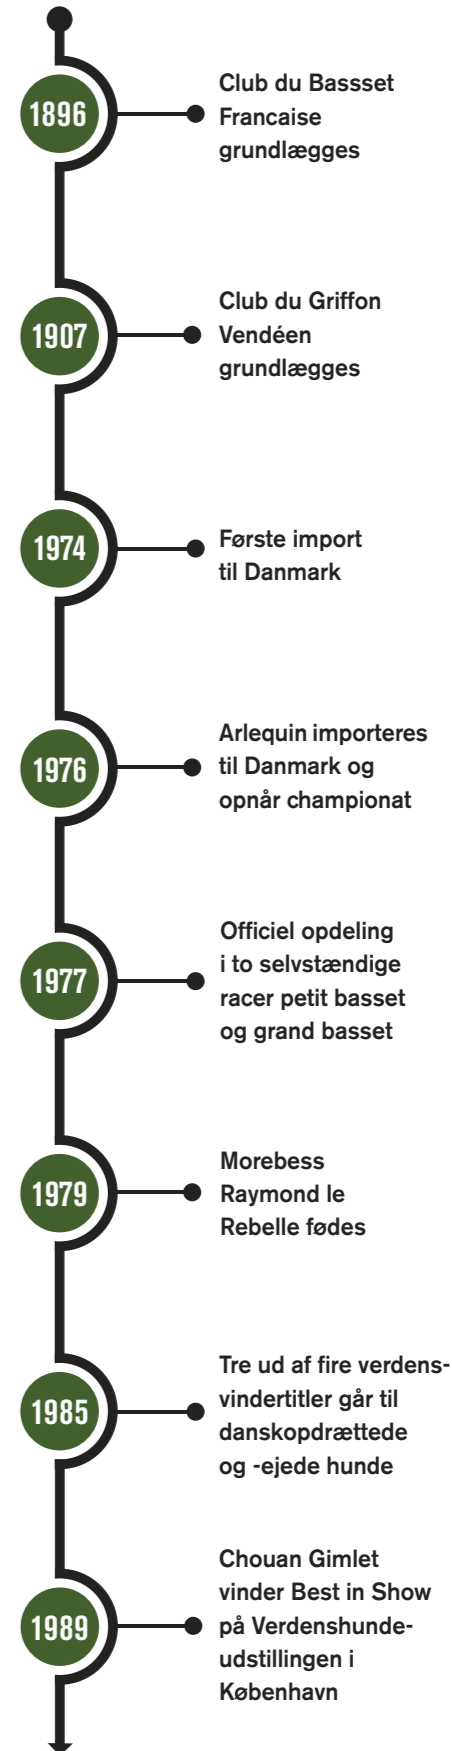 1896
Club du Bassset
Francaise
grundlægges
1907
Club du Griffon
Vendéen
grundlægges
1974
Første import
til Danmark
1976
Arlequin importeres
til Danmark og
opnår championat
1977
Officiel opdeling
i to selvstændige
racer petit basset
og grand basset
1979
Morebess
Raymond le
Rebelle fødes
1985
Tre ud af fire verdens-
vindertitler går til
danskopdrættede
og -ejede hunde
1989
Chouan Gimlet
vinder Best in Show
på Verdenshunde-
udstillingen i
København